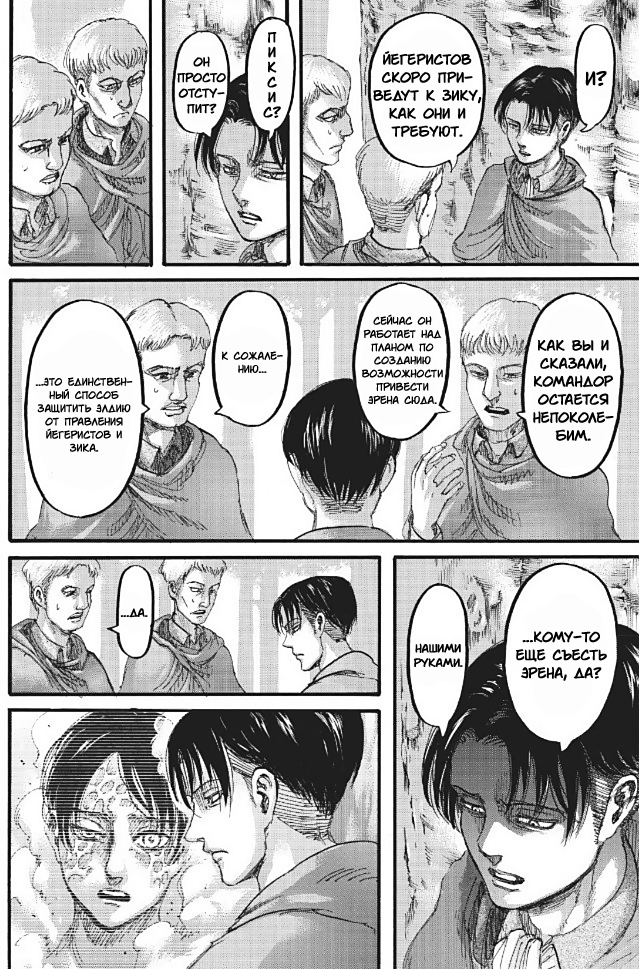 И?
ЙЕГЕРИСТОВ
СКОРО ПРИ-
ВЕДУТ К ЗИКУ,
КАК ОНИ И
ТРЕБУЮТ.
ПИКСИС?
ОН
ПРОСТО
ОТСТУ-
ПИТ?
КАК ВЫ И
СКАЗАЛИ,
КОМАНДОР
ОСТАЕТСЯ
НЕПОКОЛЕ-
БИМ.
СЕЙЧАС ОН
РАБОТАЕТ НАД
ПЛАНОМ ПО
СОЗДАНИЮ
ВОЗМОЖНОСТИ
ПРИВЕСТИ
ЭРЕНА СЮДА.
К СОЖАЛЕ-
НИЮ...
...ЭТО ЕДИНСТВЕН-
НЫЙ СПОСОБ
ЗАЩИТИТЬ ЭЛДИЮ
ОТ ПРАВЛЕНИЯ
ЙЕГЕРИСТОВ И
ЗИКА.
...КОМУ-ТО
ЕЩЕ СЪЕСТЬ
ЭРЕНА, ДА?
НАШИМИ
РУКАМИ.
...ДА.